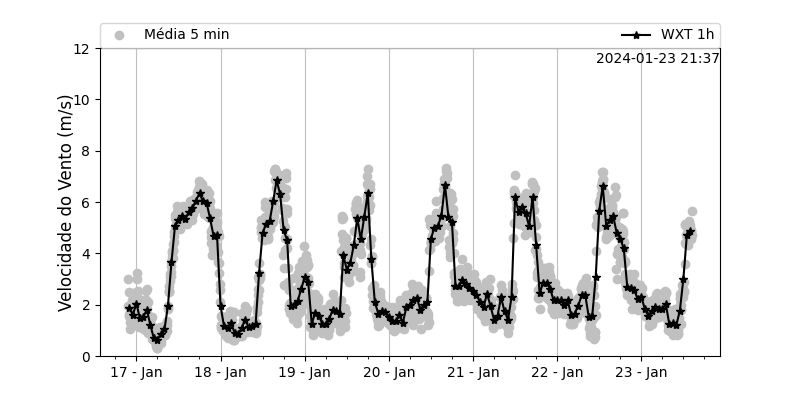 Média 5 min
WXT 1h
2024-01-23 21:37
12
10
8
6
4
2
0
Velocidade do Vento (m/s)
17 - Jan
18 - Jan
19 - Jan
20 - Jan
21 - Jan
22 - Jan
23 - Jan